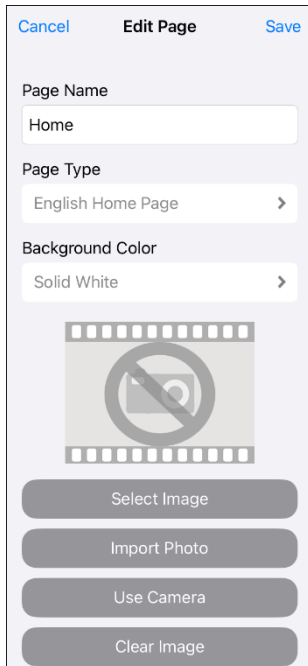 Cancel Edit Page Save
Page Name
Home
Page Type
English Home Page
Background Color
Solid White
Select Image
Import Photo
Use Camera
Clear Image